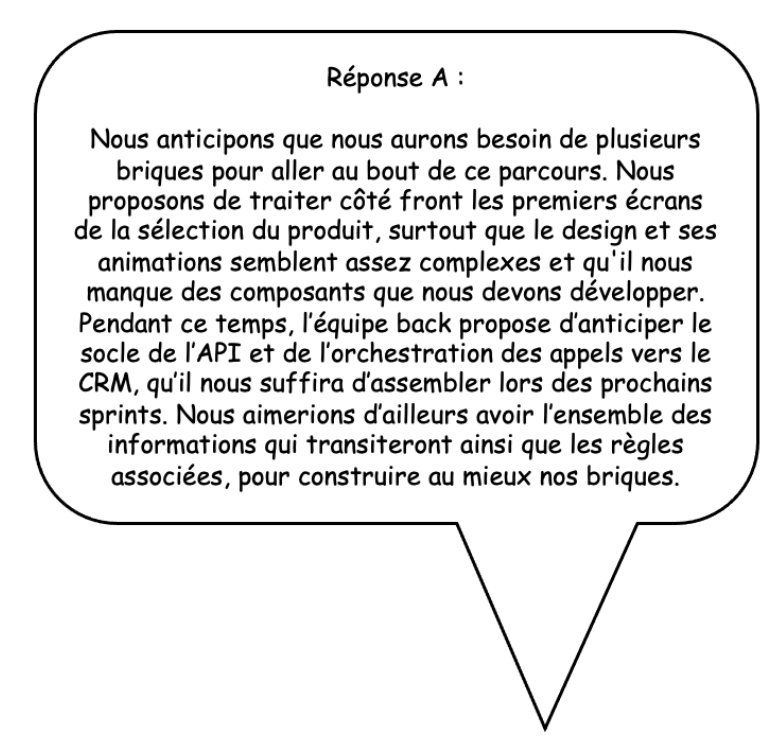 Réponse A :
Nous anticipons que nous aurons besoin de plusieurs
briques pour aller au bout de ce parcours. Nous
proposons de traiter côté front les premiers écrans
de la sélection du produit, surtout que le design et ses
animations semblent assez complexes et qu'il nous
manque des composants que nous devons développer.
Pendant ce temps, l’équipe back propose d’anticiper le
socle de l’API et de l’orchestration des appels vers le
CRM, qu’il nous suffira d’assembler lors des prochains
sprints. Nous aimerions d’ailleurs avoir l’ensemble des
informations qui transiteront ainsi que les règles
associées, pour construire au mieux nos briques.